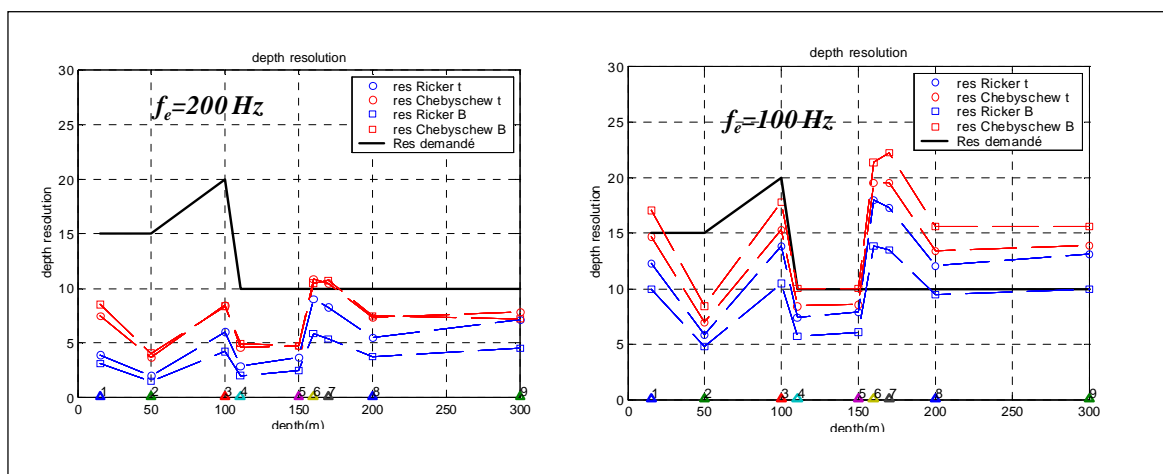 depth resolution
30
25
20
15
10
5
0
depth resolution
f_e=200 Hz
res Ricker t
res Chebyschew t
res Ricker B
res Chebyschew B
Res demandé
1 2 3 4 5 6 7 8 9
0 50 100 150 200 250 300
depth(m)
depth resolution
30
25
20
15
10
5
0
depth resolution
f_e=100 Hz
res Ricker t
res Chebyschew t
res Ricker B
res Chebyschew B
Res demandé
1 2 3 4 5 6 7 8 9
0 50 100 150 200 250 300
depth(m)